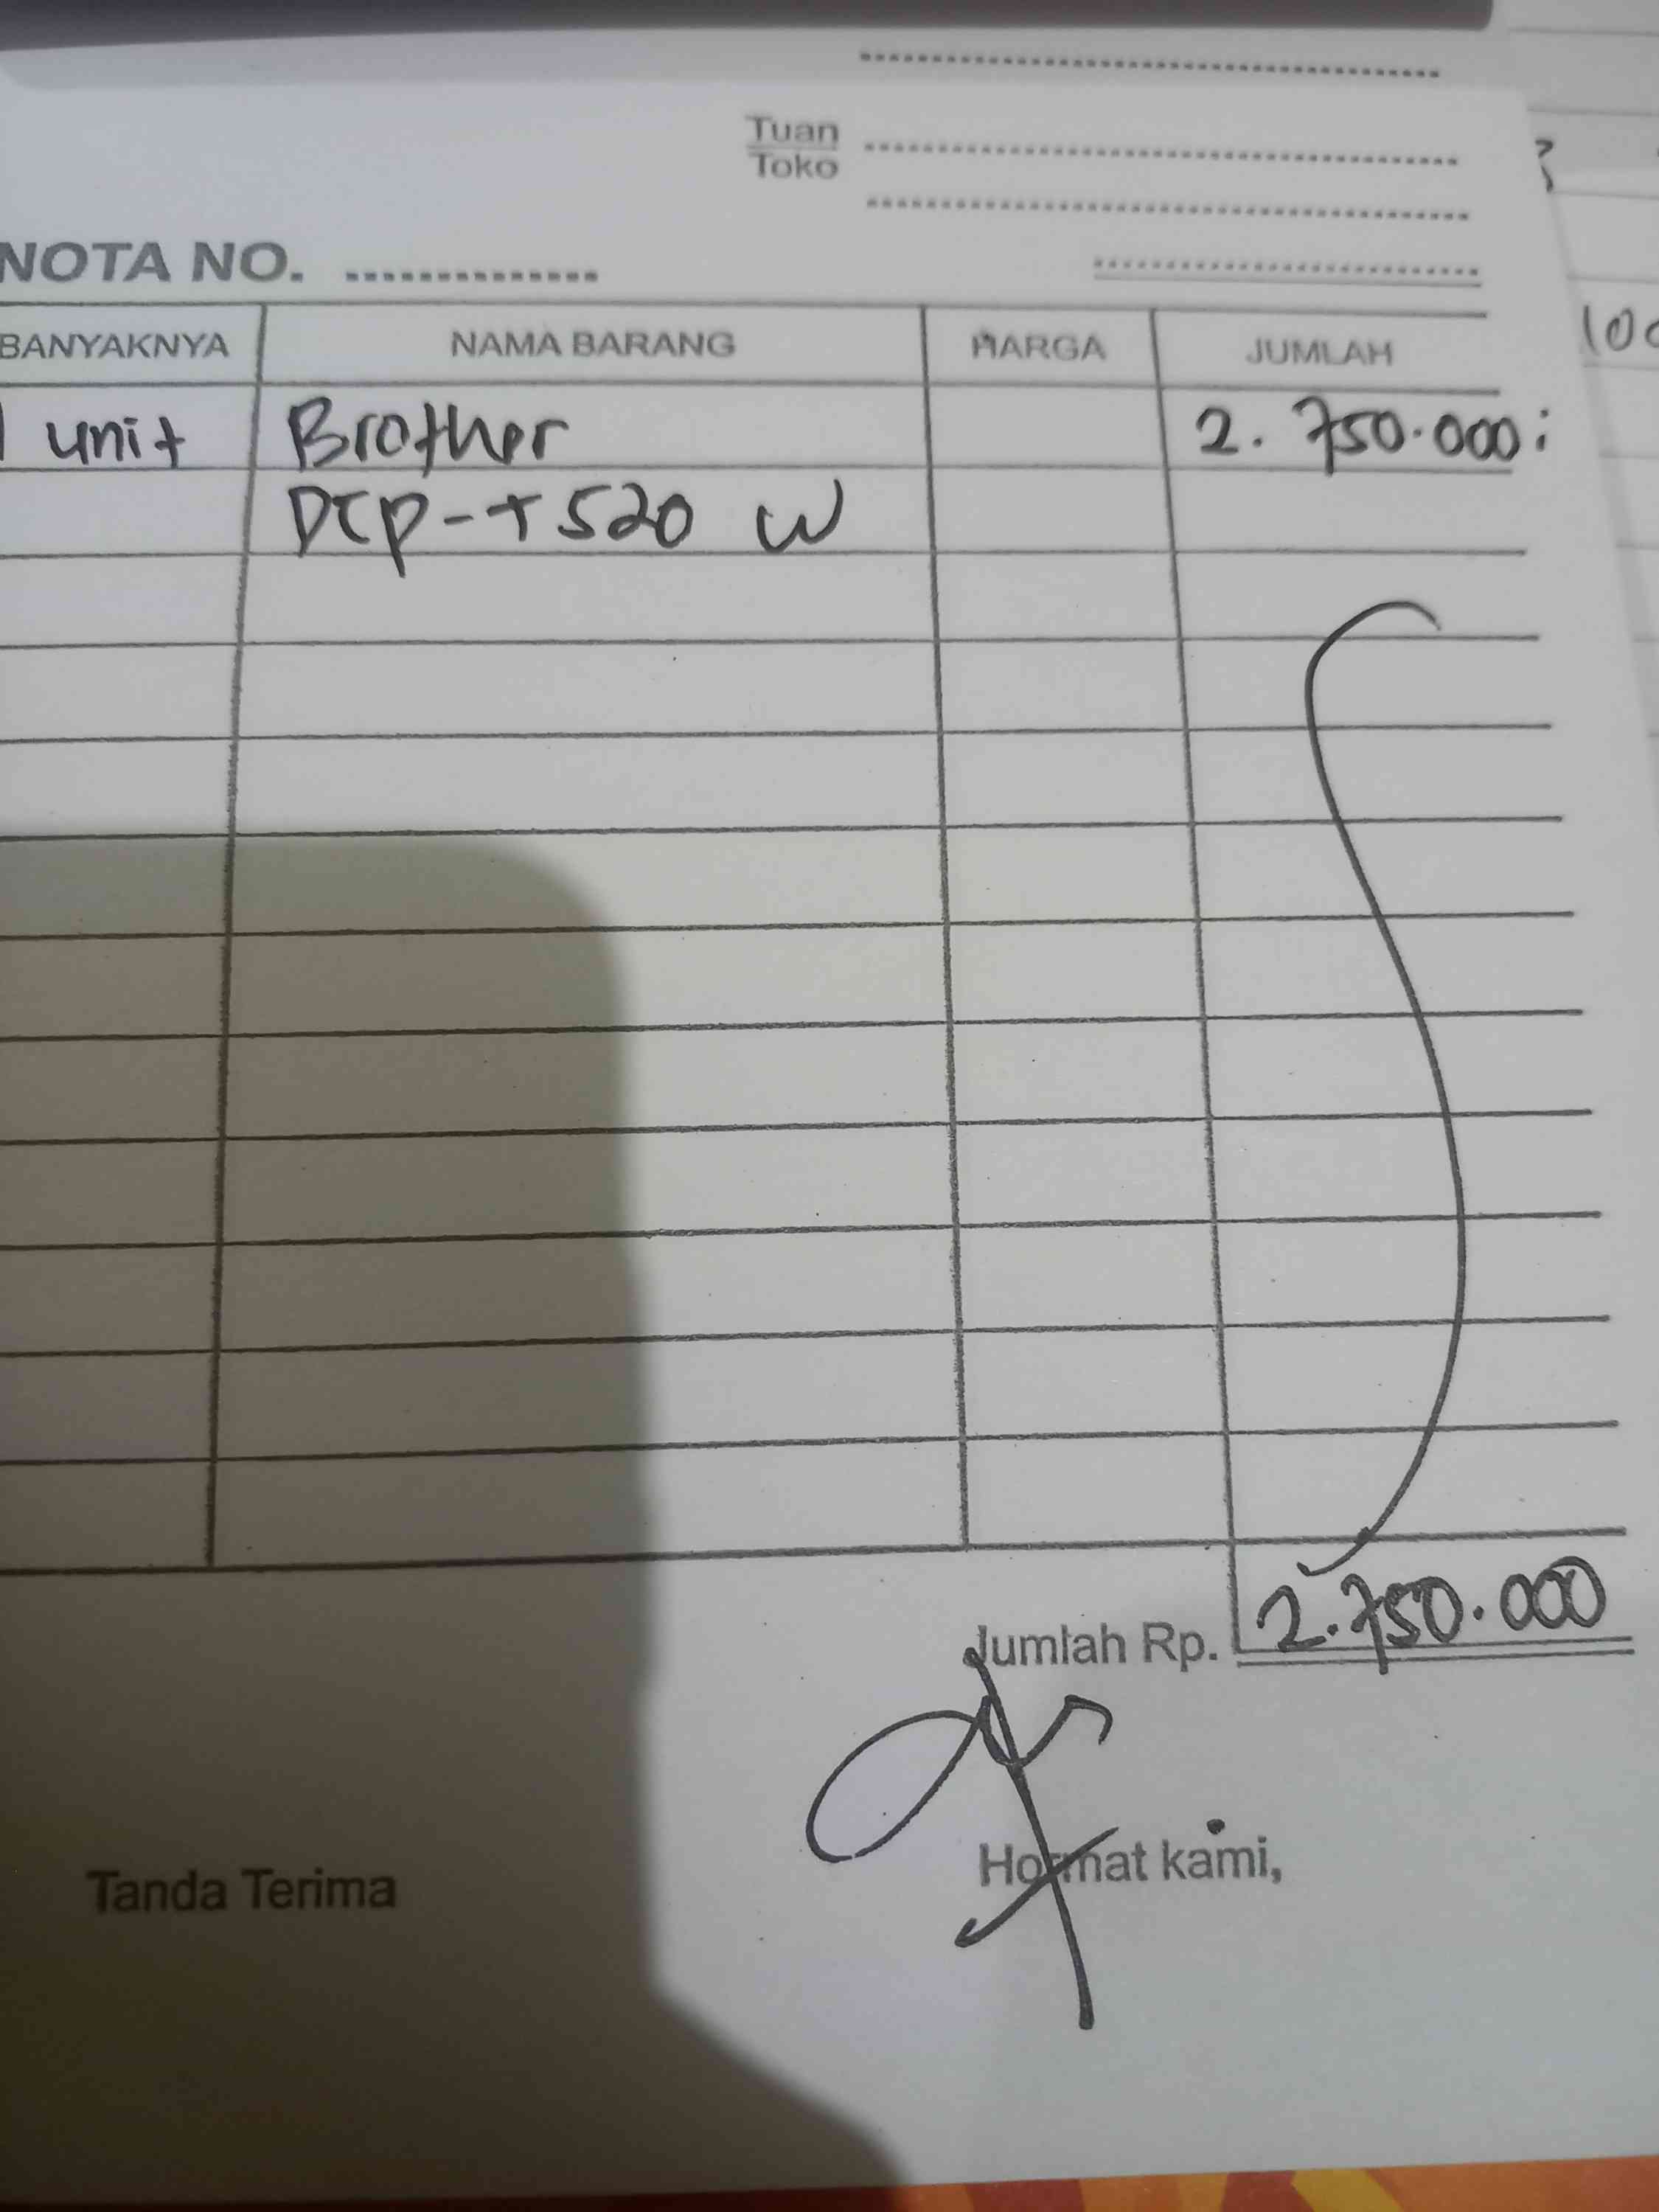 Tuan
Toko
NOTA NO. ..............
BANYAKNYA NAMA BARANG HARGA JUMLAH
1 unit Brother 2.750.000
DCP-T520 W
Jumlah Rp. 2.750.000
Tanda Terima Hormat kami,